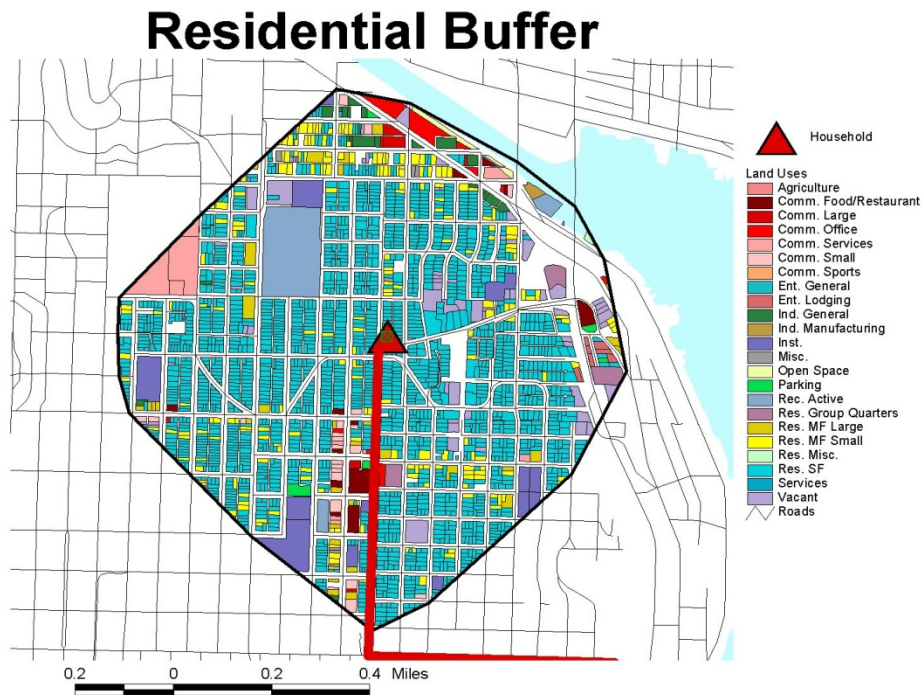 Residential Buffer
Household
Land Uses
Agriculture
Comm. Food/Restaurant
Comm. Large
Comm. Office
Comm. Services
Comm. Small
Comm. Sports
Ent. General
Ent. Lodging
Ind. General
Ind. Manufacturing
Inst.
Misc.
Open Space
Parking
Rec. Active
Res. Group Quarters
Res. MF Large
Res. MF Small
Res. Misc.
Res. SF
Services
Vacant
Roads
0.2 0 0.2 0.4 Miles